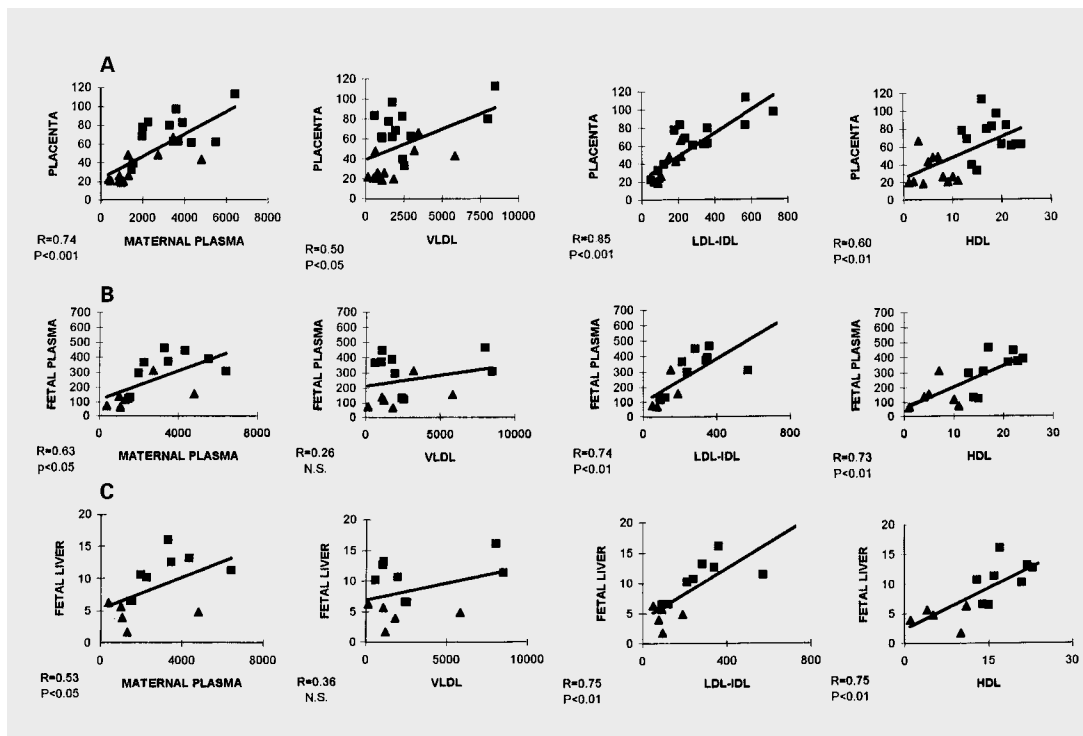 A
PLACENTA
120
100
80
60
40
20
0
0 2000 4000 6000 8000
R=0.74 MATERNAL PLASMA
P<0.001
PLACENTA
120
100
80
60
40
20
0
0 2500 5000 7500 10000
R=0.50 VLDL
P<0.05
PLACENTA
120
100
80
60
40
20
0
0 200 400 600 800
R=0.85 LDL-IDL
P<0.001
PLACENTA
120
100
80
60
40
20
0
0 10 20 30
R=0.60 HDL
P<0.01
B
FETAL PLASMA
700
600
500
400
300
200
100
0
0 4000 8000
R=0.63 MATERNAL PLASMA
p<0.05
FETAL PLASMA
700
600
500
400
300
200
100
0
0 5000 10000
R=0.26 VLDL
N.S.
FETAL PLASMA
700
600
500
400
300
200
100
0
0 200 400 600 800
R=0.74 LDL-IDL
P<0.01
FETAL PLASMA
700
600
500
400
300
200
100
0
0 10 20 30
R=0.73 HDL
P<0.01
C
FETAL LIVER
20
15
10
5
0
0 4000 8000
R=0.53 MATERNAL PLASMA
P<0.05
FETAL LIVER
20
15
10
5
0
0 5000 10000
R=0.36 VLDL
N.S.
FETAL LIVER
20
15
10
5
0
0 200 400 600 800
R=0.75 LDL-IDL
P<0.01
FETAL LIVER
20
15
10
5
0
0 15 30
R=0.75 HDL
P<0.01